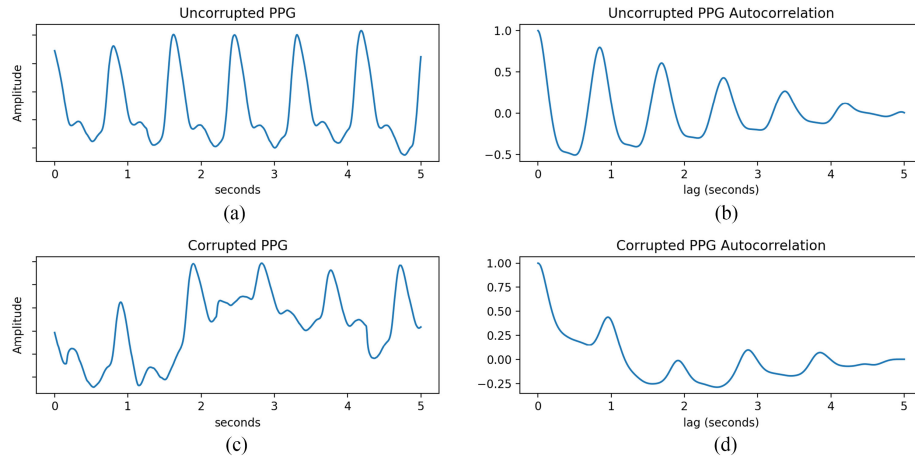 Uncorrupted PPG
Amplitude
0 1 2 3 4 5
seconds
(a)
Uncorrupted PPG Autocorrelation
1.0
0.5
0.0
−0.5
0 1 2 3 4 5
lag (seconds)
(b)
Corrupted PPG
Amplitude
0 1 2 3 4 5
seconds
(c)
Corrupted PPG Autocorrelation
1.00
0.75
0.50
0.25
0.00
−0.25
0 1 2 3 4 5
lag (seconds)
(d)